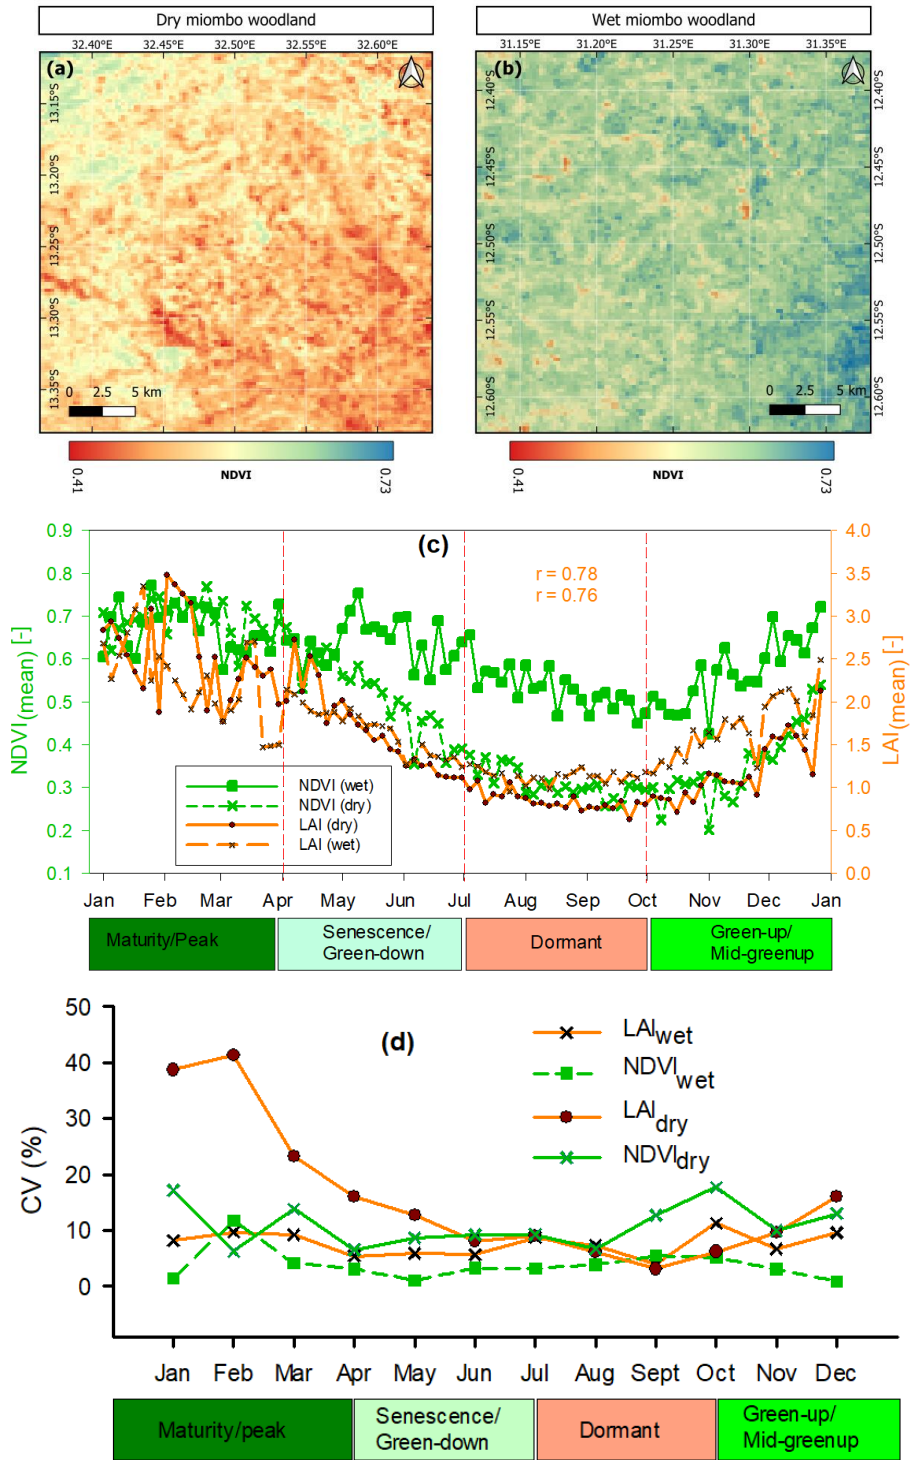 Dry miombo woodland
Wet miombo woodland
32.40°E 32.45°E 32.50°E 32.55°E 32.60°E
31.15°E 31.20°E 31.25°E 31.30°E 31.35°E
(a)
(b)
13.15°S
13.20°S
13.25°S
13.30°S
13.35°S
12.40°S
12.45°S
12.50°S
12.55°S
12.60°S
12.40°S
12.45°S
12.50°S
12.55°S
12.60°S
0 2.5 5 km
0 2.5 5 km
0.41 NDVI 0.73
0.41 NDVI 0.73
(c)
NDVI(mean) [-]
0.9
0.8
0.7
0.6
0.5
0.4
0.3
0.2
0.1
r = 0.78
r = 0.76
4.0
3.5
3.0
2.5
2.0
1.5
1.0
0.5
0.0
LAI(mean) [-]
NDVI (wet)
NDVI (dry)
LAI (dry)
LAI (wet)
Jan Feb Mar Apr May Jun Jul Aug Sep Oct Nov Dec Jan
Maturity/Peak
Senescence/
Green-down
Dormant
Green-up/
Mid-greenup
(d)
CV (%)
50
40
30
20
10
0
LAIwet
NDVIwet
LAIdry
NDVIdry
Jan Feb Mar Apr May Jun Jul Aug Sept Oct Nov Dec
Maturity/peak
Senescence/
Green-down
Dormant
Green-up/
Mid-greenup